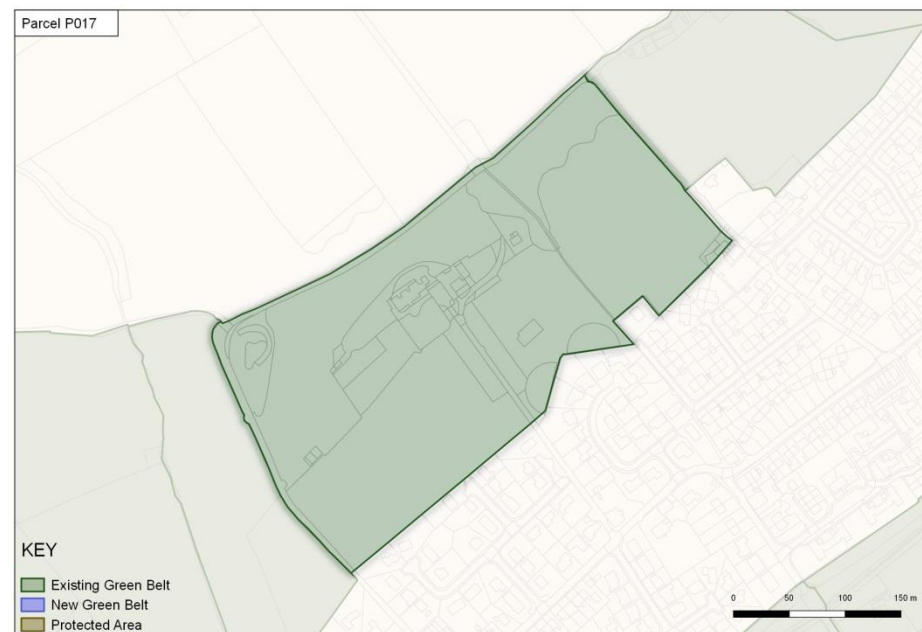 Parcel P017
KEY
Existing Green Belt
New Green Belt
Protected Area
0 50 100 150 m